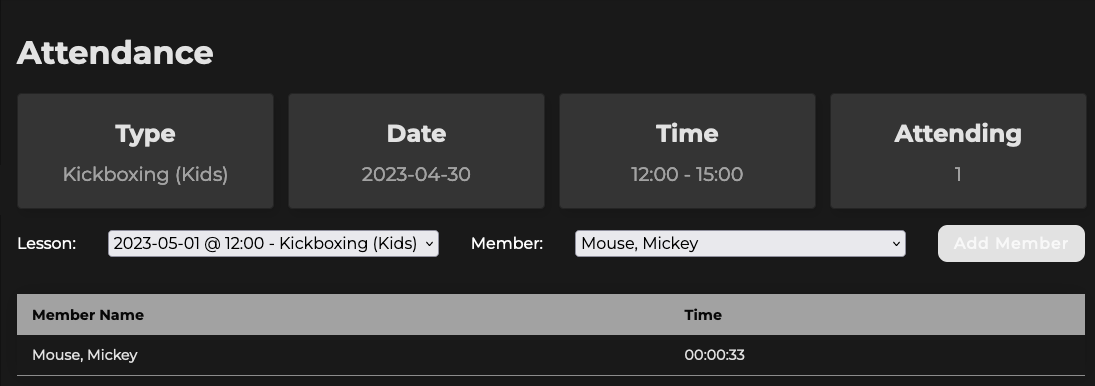 Attendance
Type Date Time Attending
Kickboxing (Kids) 2023-04-30 12:00 - 15:00 1
Lesson: 2023-05-01 @ 12:00 - Kickboxing (Kids) Member: Mouse, Mickey Add Member
Member Name Time
Mouse, Mickey 00:00:33